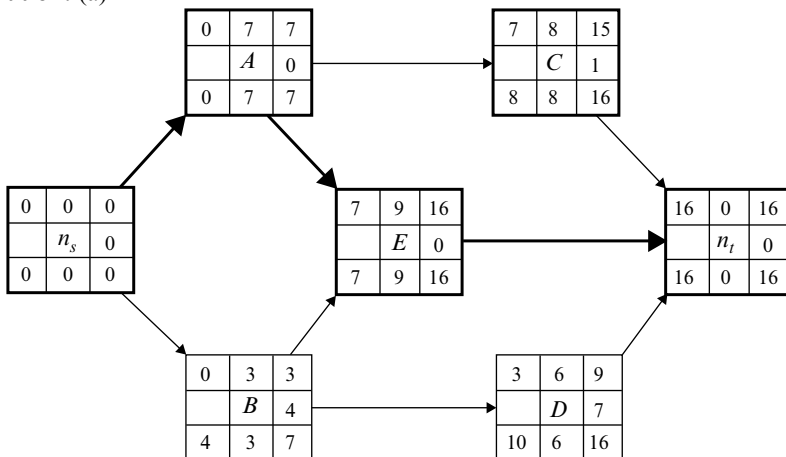 (a)
0 7 7
A 0
0 7 7
7 8 15
C 1
8 8 16
0 0 0
n_s 0
0 0 0
7 9 16
E 0
7 9 16
16 0 16
n_t 0
16 0 16
0 3 3
B 4
4 3 7
3 6 9
D 7
10 6 16